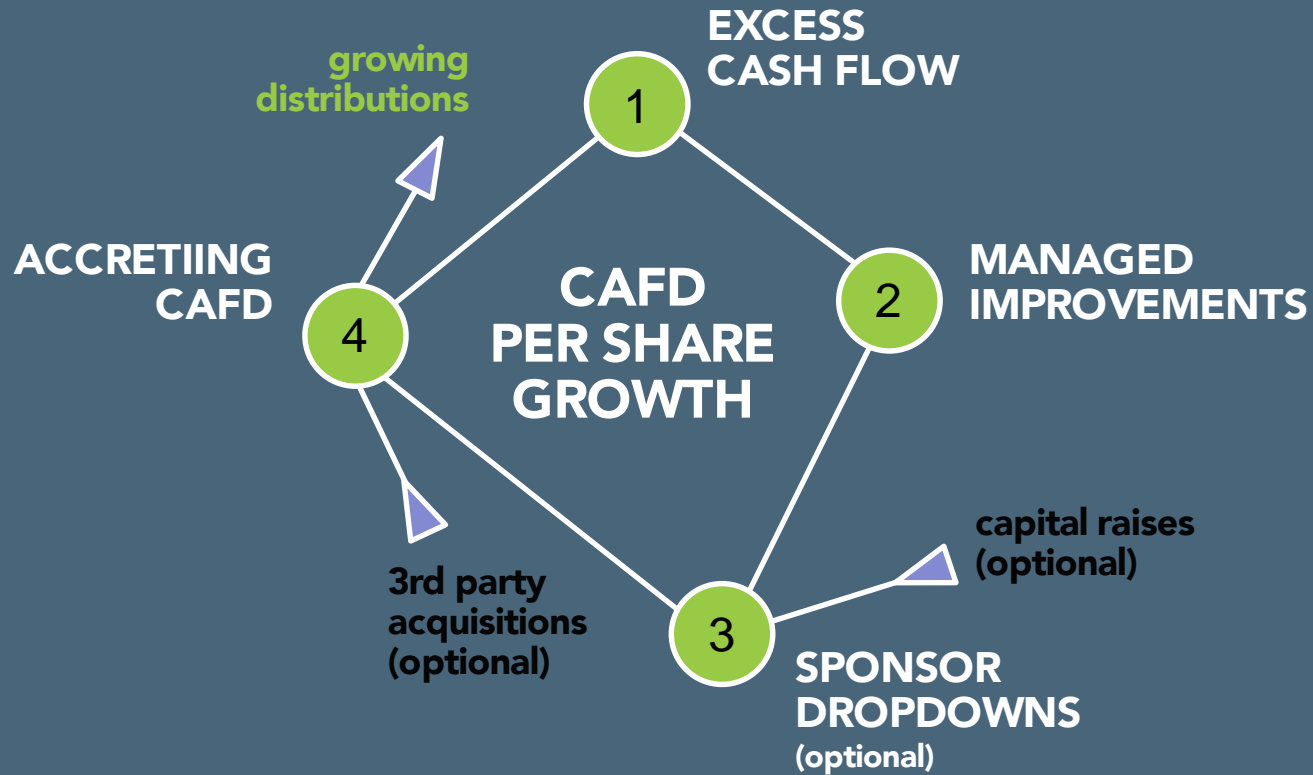 EXCESS
CASH FLOW
growing
distributions
1
ACCRETIING
CAFD
MANAGED
IMPROVEMENTS
CAFD
PER SHARE
GROWTH
2
4
capital raises
(optional)
3rd party
acquisitions
(optional)
3
SPONSOR
DROPDOWNS
(optional)